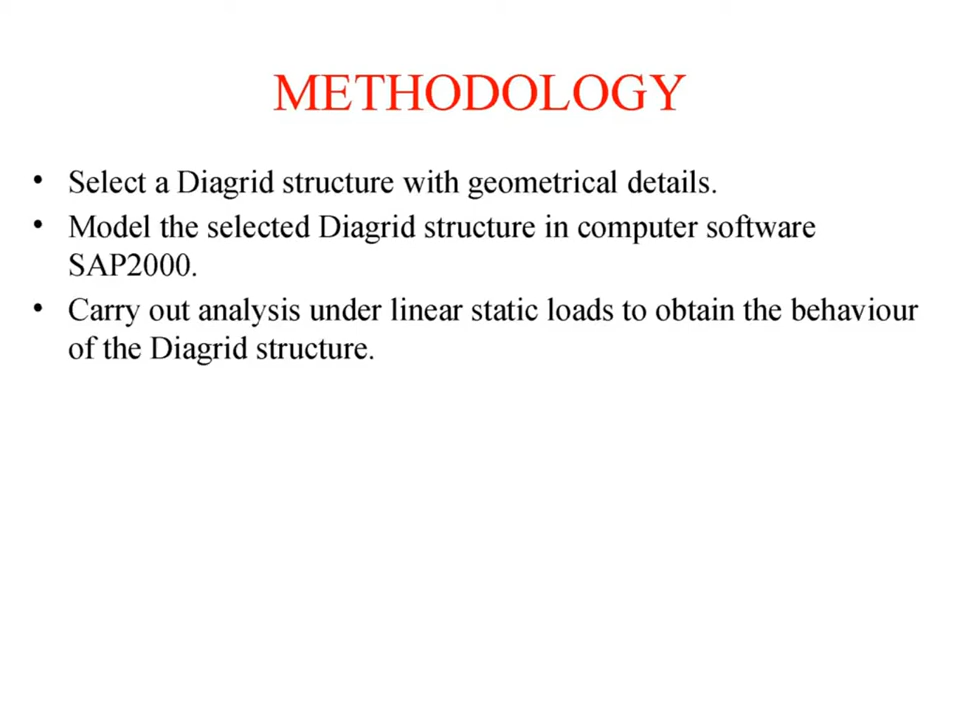 METHODOLOGY
• Select a Diagrid structure with geometrical details.
• Model the selected Diagrid structure in computer software
SAP2000.
• Carry out analysis under linear static loads to obtain the behaviour
of the Diagrid structure.